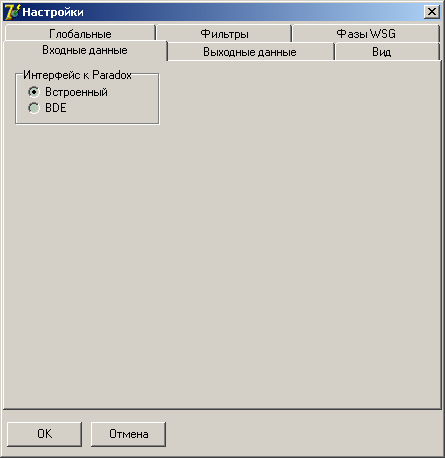 Настройки
Глобальные Фильтры Фазы WSG
Входные данные Выходные данные Вид
Интерфейс к Paradox
Встроенный
BDE
OK Отмена